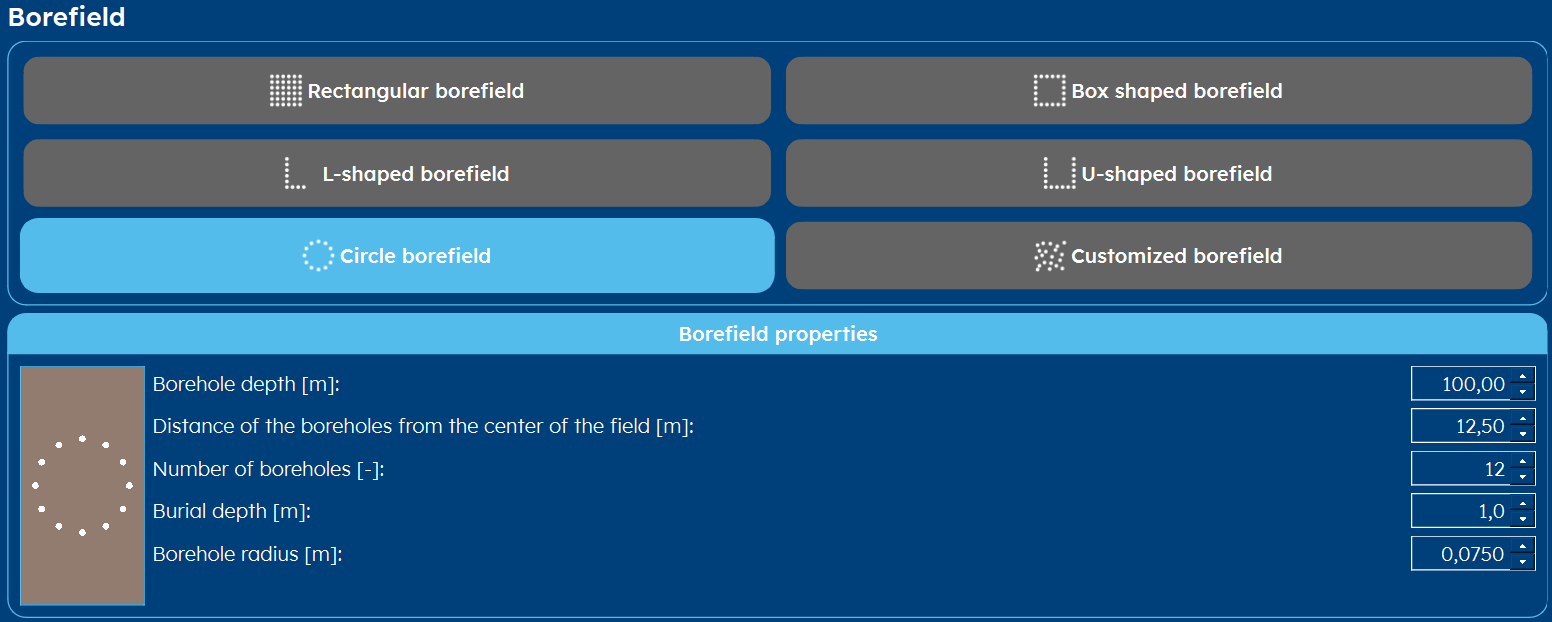 Borefield
Rectangular borefield
Box shaped borefield
L-shaped borefield
U-shaped borefield
Circle borefield
Customized borefield
Borefield properties
Borehole depth [m]: 100,00
Distance of the boreholes from the center of the field [m]: 12,50
Number of boreholes [-]: 12
Burial depth [m]: 1,0
Borehole radius [m]: 0,0750